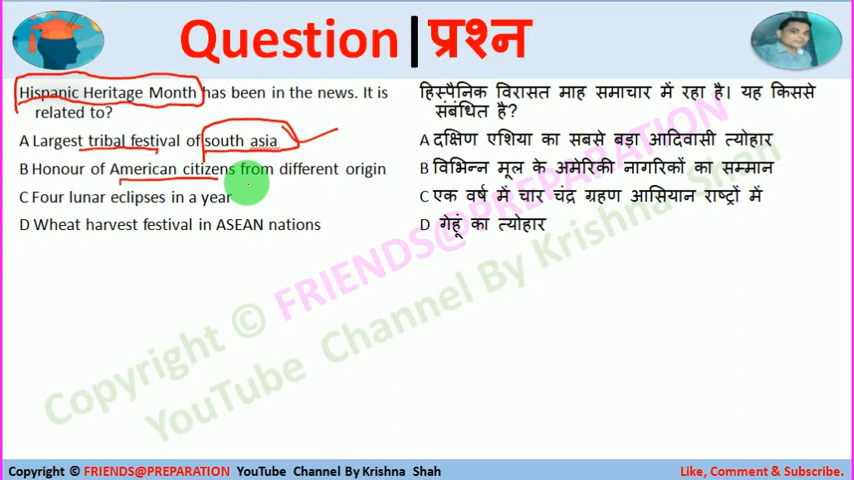 Question|प्रश्न
Hispanic Heritage Month has been in the news. It is
related to?
A Largest tribal festival of south asia
B Honour of American citizens from different origin
C Four lunar eclipses in a year
D Wheat harvest festival in ASEAN nations
हिस्पैनिक विरासत माह समाचार में रहा है। यह किससे
संबंधित है?
A दक्षिण एशिया का सबसे बड़ा आदिवासी त्योहार
B विभिन्न मूल के अमेरिकी नागरिकों का सम्मान
C एक वर्ष में चार चंद्र ग्रहण आसियान राष्ट्रों में
D गेहूं का त्योहार
Copyright © FRIENDS@PREPARATION
YouTube Channel By Krishna Shah
Copyright © FRIENDS@PREPARATION YouTube Channel By Krishna Shah
Like, Comment & Subscribe.